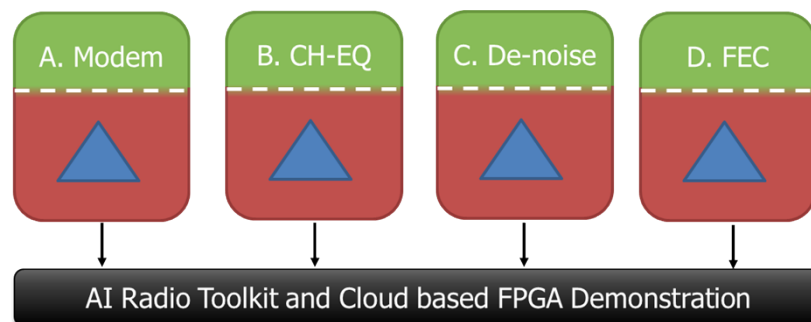 A. Modem
B. CH-EQ
C. De-noise
D. FEC
AI Radio Toolkit and Cloud based FPGA Demonstration